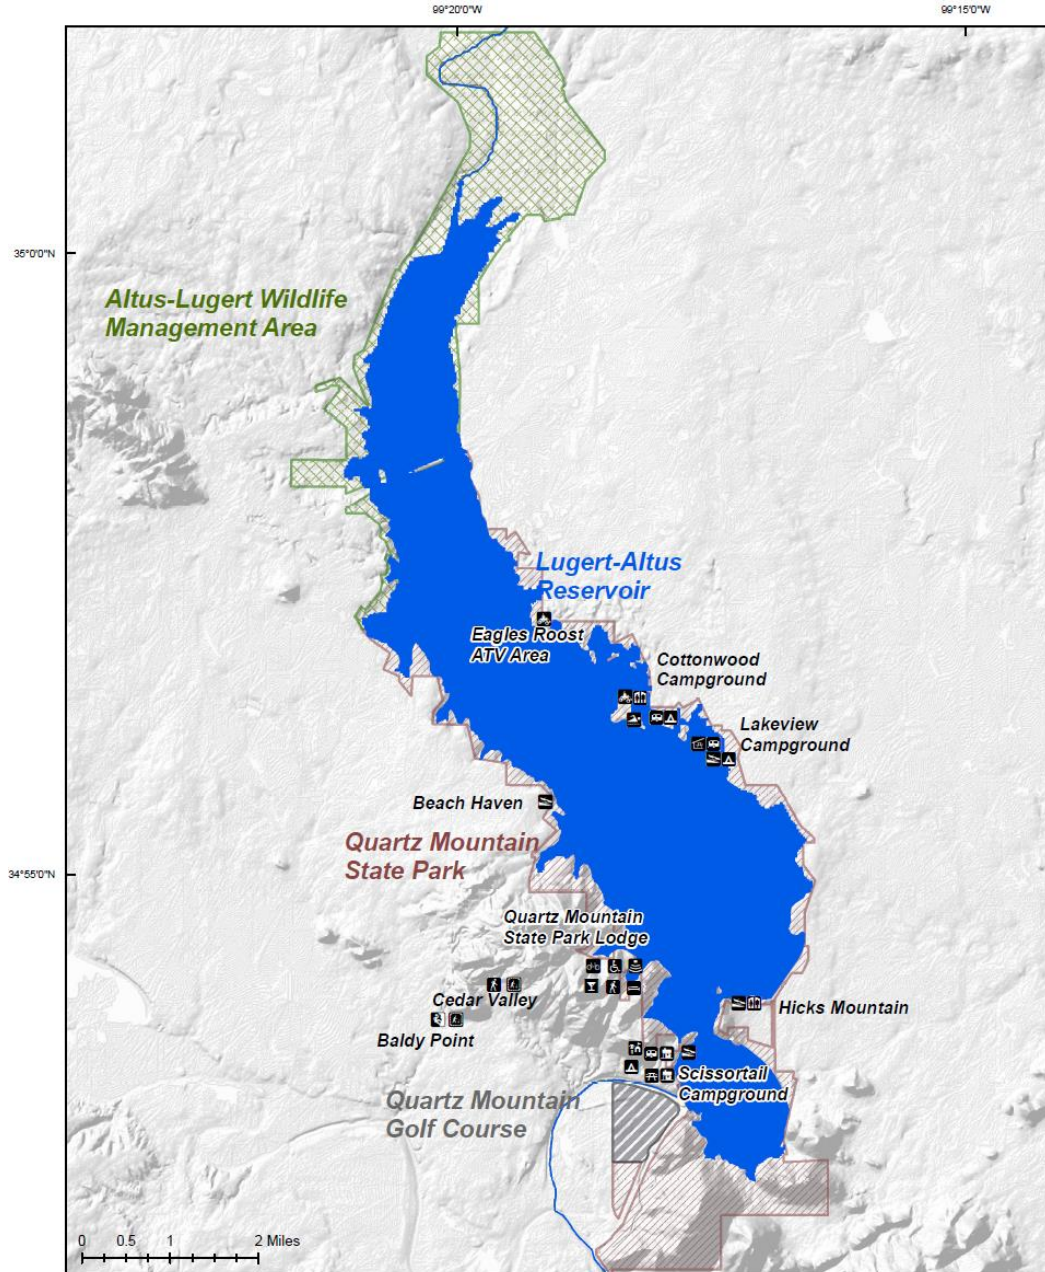 99°20'0"W
99°15'0"W
35°0'0"N
Altus-Lugert Wildlife
Management Area
Lugert-Altus
Reservoir
Eagles Roost
ATV Area
Cottonwood
Campground
Lakeview
Campground
Beach Haven
Quartz Mountain
State Park
34°55'0"N
Quartz Mountain
State Park Lodge
Cedar Valley
Hicks Mountain
Baldy Point
Scissortail
Campground
Quartz Mountain
Golf Course
0 0.5 1 2 Miles